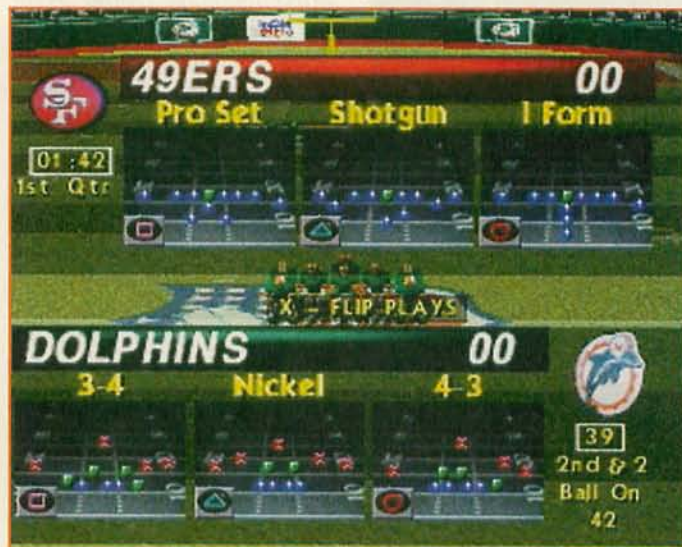 49ERS 00
SF
Pro Set Shotgun I Form
01:42
1st Qtr
X - FLIP PLAYS
DOLPHINS 00
3-4 Nickel 4-3
39
2nd & 2
Ball On
42